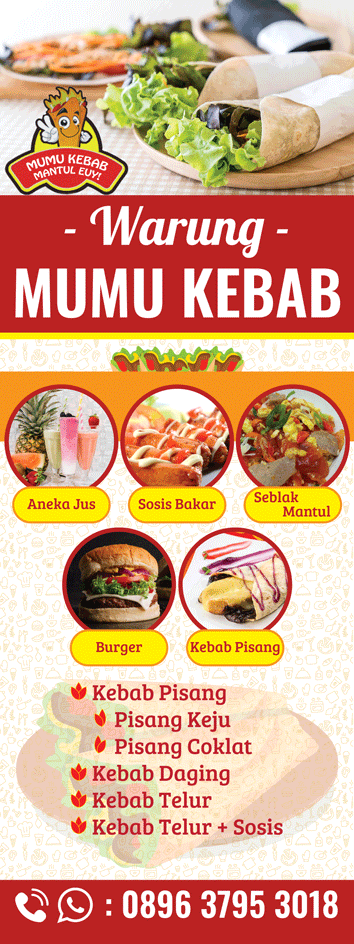 MUMU KEBAB
MANTUL EUY!
- Warung -
MUMU KEBAB
Aneka Jus
Sosis Bakar
Seblak
Mantul
Burger
Kebab Pisang
Kebab Pisang
Pisang Keju
Pisang Coklat
Kebab Daging
Kebab Telur
Kebab Telur + Sosis
: 0896 3795 3018